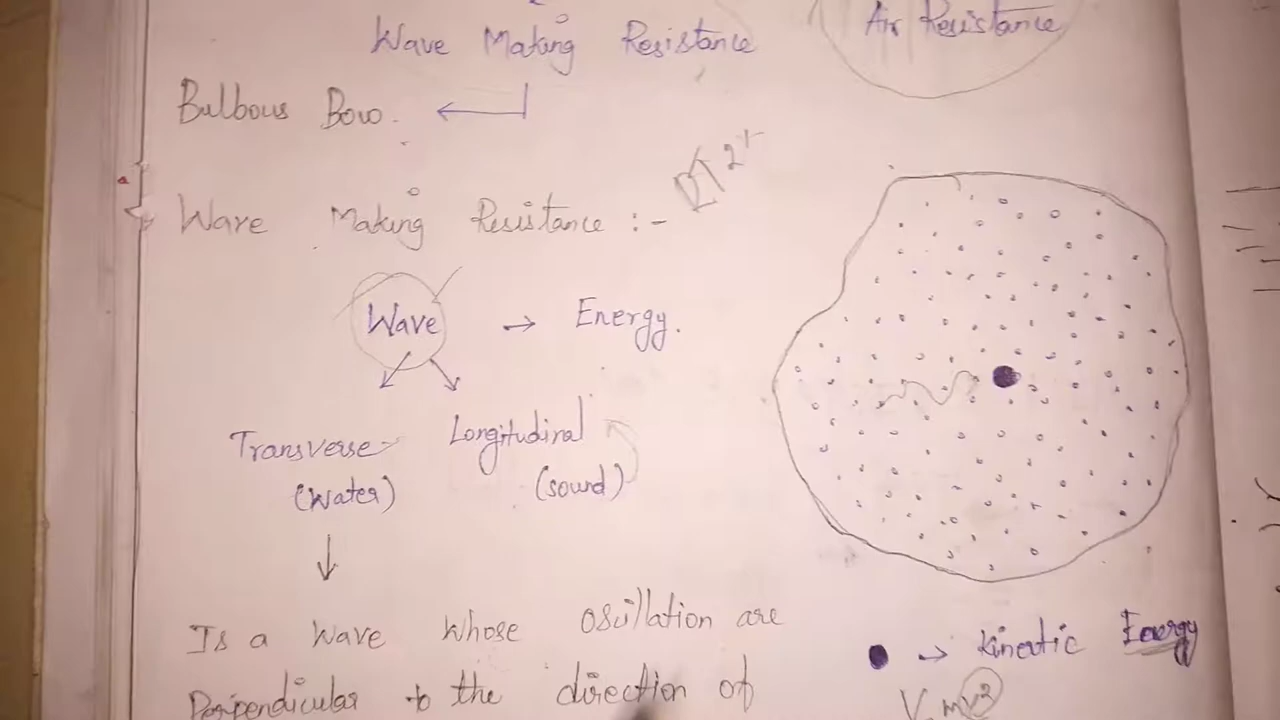 Wave Making Resistance
Air Resistance
Bulbous Bow.
Wave Making Resistance :-
Wave → Energy.
Transverse Longitudinal
(Water) (sound)
Is a Wave whose oscillation are
Perpendicular to the direction of
→ kinectic Energy